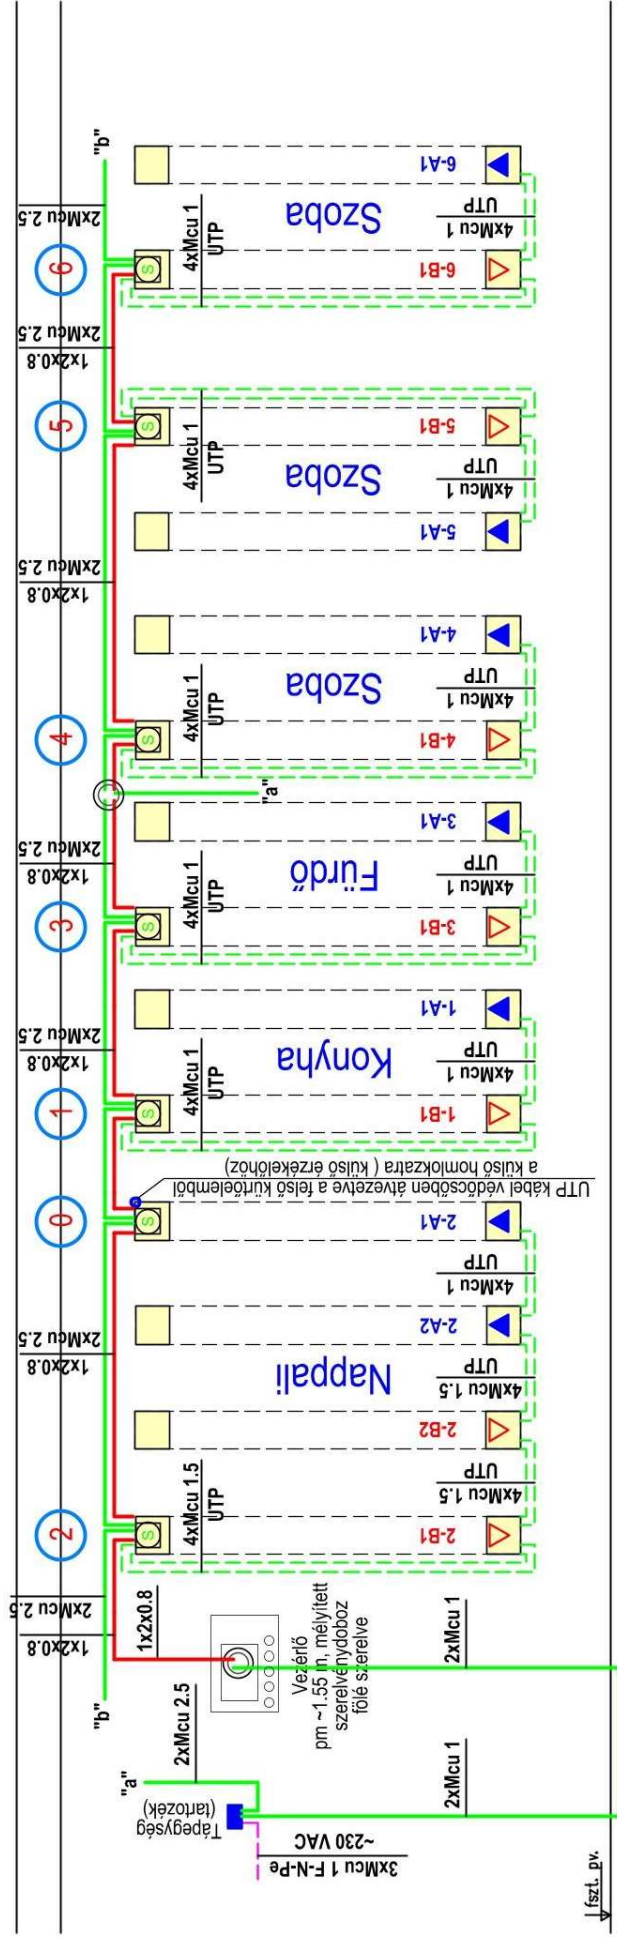 "b"
2xMcu 2.5
6
4xMcu 1
UTP
Szoba
6-A1
6-B1
4xMcu 1
UTP
1x2x0.8
2xMcu 2.5
5
4xMcu 1
UTP
Szoba
5-B1
5-A1
4xMcu 1
UTP
1x2x0.8
2xMcu 2.5
4
4xMcu 1
UTP
Szoba
4-A1
4-B1
4xMcu 1
UTP
"a"
1x2x0.8
2xMcu 2.5
3
4xMcu 1
UTP
Fürdő
3-A1
3-B1
4xMcu 1
UTP
1x2x0.8
2xMcu 2.5
1
4xMcu 1
UTP
Konyha
1-A1
1-B1
4xMcu 1
UTP
UTP kábel védőcsőben átvezetve a felső kürtőelemből
a külső homlokzatra ( külső érzékelőhöz)
0
2-A1
4xMcu 1
UTP
1x2x0.8
2xMcu 2.5
Nappali
2-A2
4xMcu 1.5
UTP
2-B2
4xMcu 1.5
UTP
2
4xMcu 1.5
UTP
2-B1
S
S
S
S
S
S
S
1x2x0.8
2xMcu 2.5
"b"
1x2x0.8
Vezérlő
pm ~1.55 m, mélyített
szerelvénydoboz
fölé szerelve
2xMcu 1
2xMcu 2.5
"a"
Tápegység
(tartozék)
2xMcu 1
3xMcu 1 F-N-Pe
~230 VAC
fszt. pv.